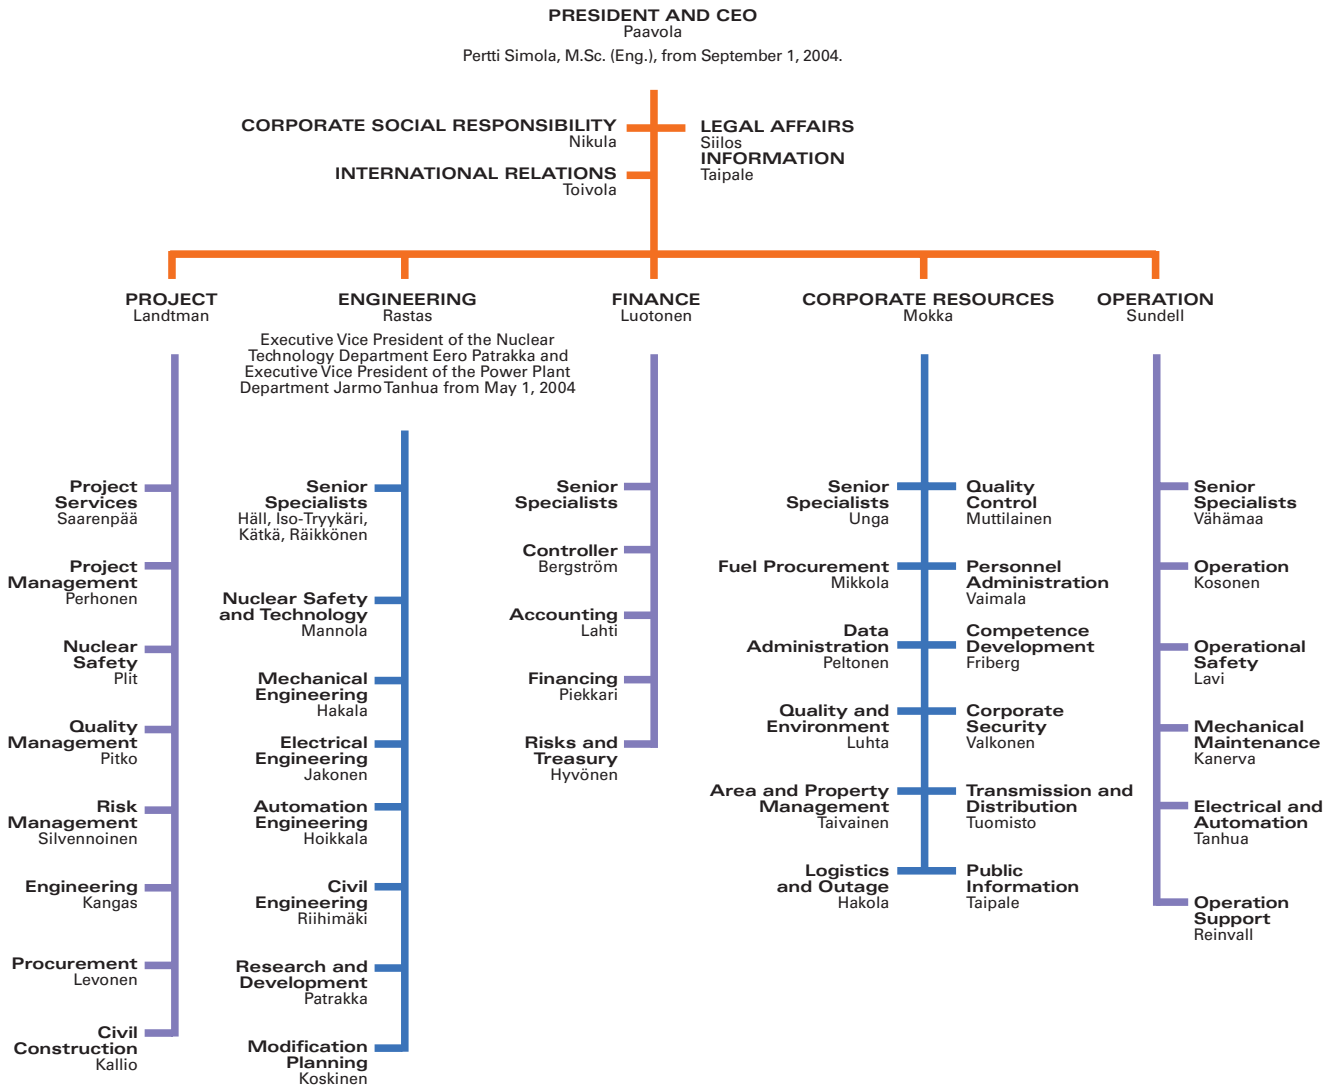 PRESIDENT AND CEO
Paavola
Pertti Simola, M.Sc. (Eng.), from September 1, 2004.
CORPORATE SOCIAL RESPONSIBILITY
Nikula
INTERNATIONAL RELATIONS
Toivola
LEGAL AFFAIRS
Siilos
INFORMATION
Taipale
PROJECT
Landtman
Project
Services
Saarenpää
Project
Management
Perhonen
Nuclear
Safety
Plit
Quality
Management
Pitko
Risk
Management
Silvennoinen
Engineering
Kangas
Procurement
Levonen
Civil
Construction
Kallio
ENGINEERING
Rastas
Executive Vice President of the Nuclear
Technology Department Eero Patrakka and
Executive Vice President of the Power Plant
Department Jarmo Tanhua from May 1, 2004
Senior
Specialists
Häll, Iso-Tryykäri,
Kätkä, Räikkönen
Nuclear Safety
and Technology
Mannola
Mechanical
Engineering
Hakala
Electrical
Engineering
Jakonen
Automation
Engineering
Hoikkala
Civil
Engineering
Riihimäki
Research and
Development
Patrakka
Modification
Planning
Koskinen
FINANCE
Luotonen
Senior
Specialists
Controller
Bergström
Accounting
Lahti
Financing
Piekkari
Risks and
Treasury
Hyvönen
CORPORATE RESOURCES
Mokka
Senior
Specialists
Unga
Fuel Procurement
Mikkola
Data
Administration
Peltonen
Quality and
Environment
Luhta
Area and Property
Management
Taivainen
Logistics
and Outage
Hakola
Quality
Control
Muttilainen
Personnel
Administration
Vaimala
Competence
Development
Friberg
Corporate
Security
Valkonen
Transmission and
Distribution
Tuomisto
Public
Information
Taipale
OPERATION
Sundell
Senior
Specialists
Vähämaa
Operation
Kosonen
Operational
Safety
Lavi
Mechanical
Maintenance
Kanerva
Electrical and
Automation
Tanhua
Operation
Support
Reinvall